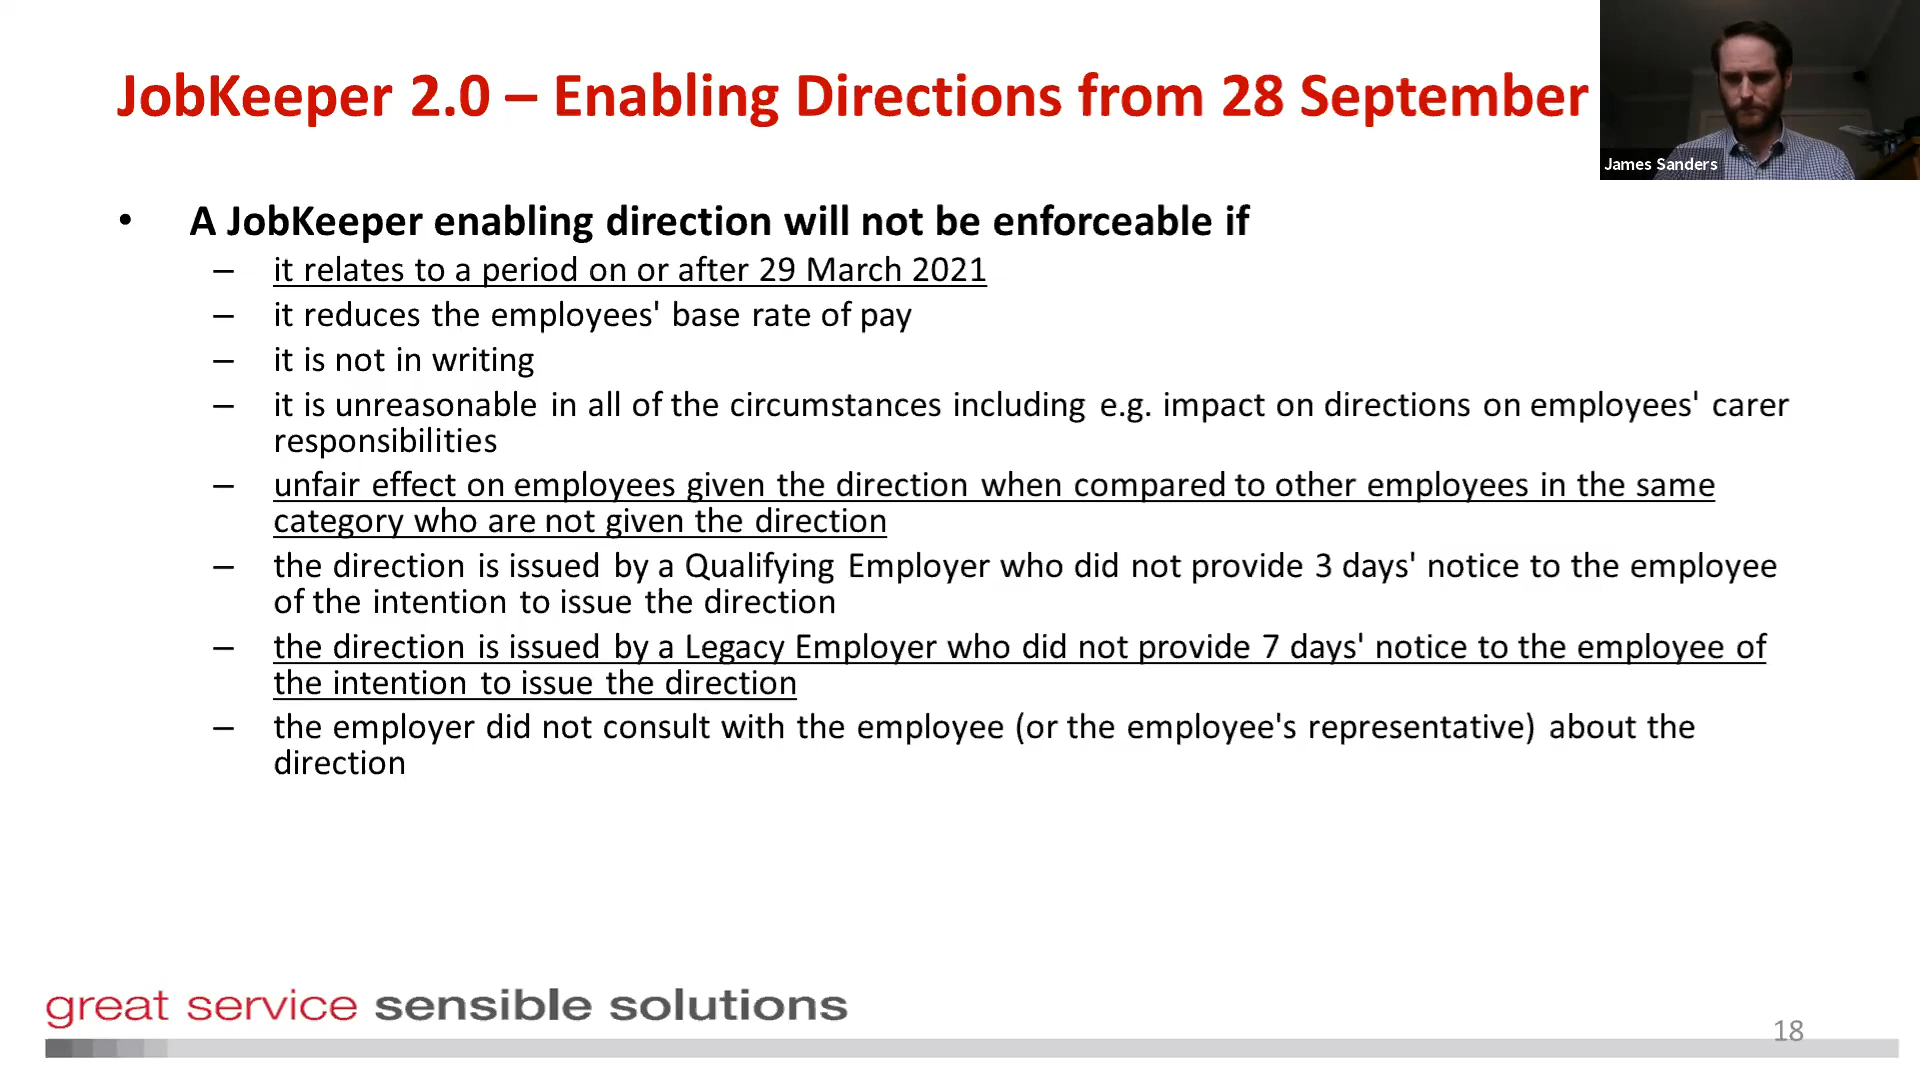 JobKeeper 2.0 – Enabling Directions from 28 September
James Sanders
• A JobKeeper enabling direction will not be enforceable if
– it relates to a period on or after 29 March 2021
– it reduces the employees' base rate of pay
– it is not in writing
– it is unreasonable in all of the circumstances including e.g. impact on directions on employees' carer
responsibilities
– unfair effect on employees given the direction when compared to other employees in the same
category who are not given the direction
– the direction is issued by a Qualifying Employer who did not provide 3 days' notice to the employee
of the intention to issue the direction
– the direction is issued by a Legacy Employer who did not provide 7 days' notice to the employee of
the intention to issue the direction
– the employer did not consult with the employee (or the employee's representative) about the
direction
great service sensible solutions
18